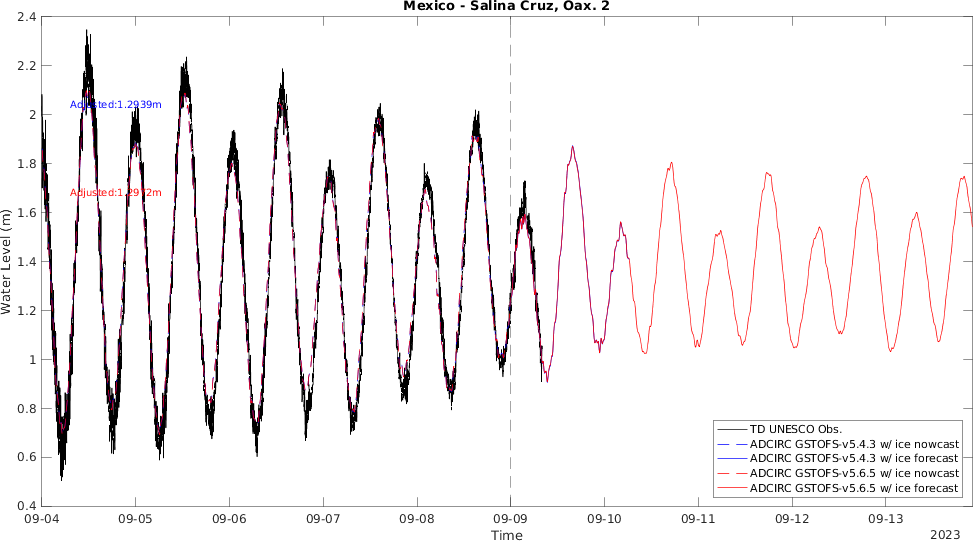 Mexico - Salina Cruz, Oax. 2
2.4
2.2
2
1.8
1.6
1.4
1.2
1
0.8
0.6
0.4
Water Level (m)
Adjusted:1.2939m
Adjusted:1.2972m
TD UNESCO Obs.
ADCIRC GSTOFS-v5.4.3 w/ ice nowcast
ADCIRC GSTOFS-v5.4.3 w/ ice forecast
ADCIRC GSTOFS-v5.6.5 w/ ice nowcast
ADCIRC GSTOFS-v5.6.5 w/ ice forecast
09-04 09-05 09-06 09-07 09-08 09-09 09-10 09-11 09-12 09-13
Time
2023